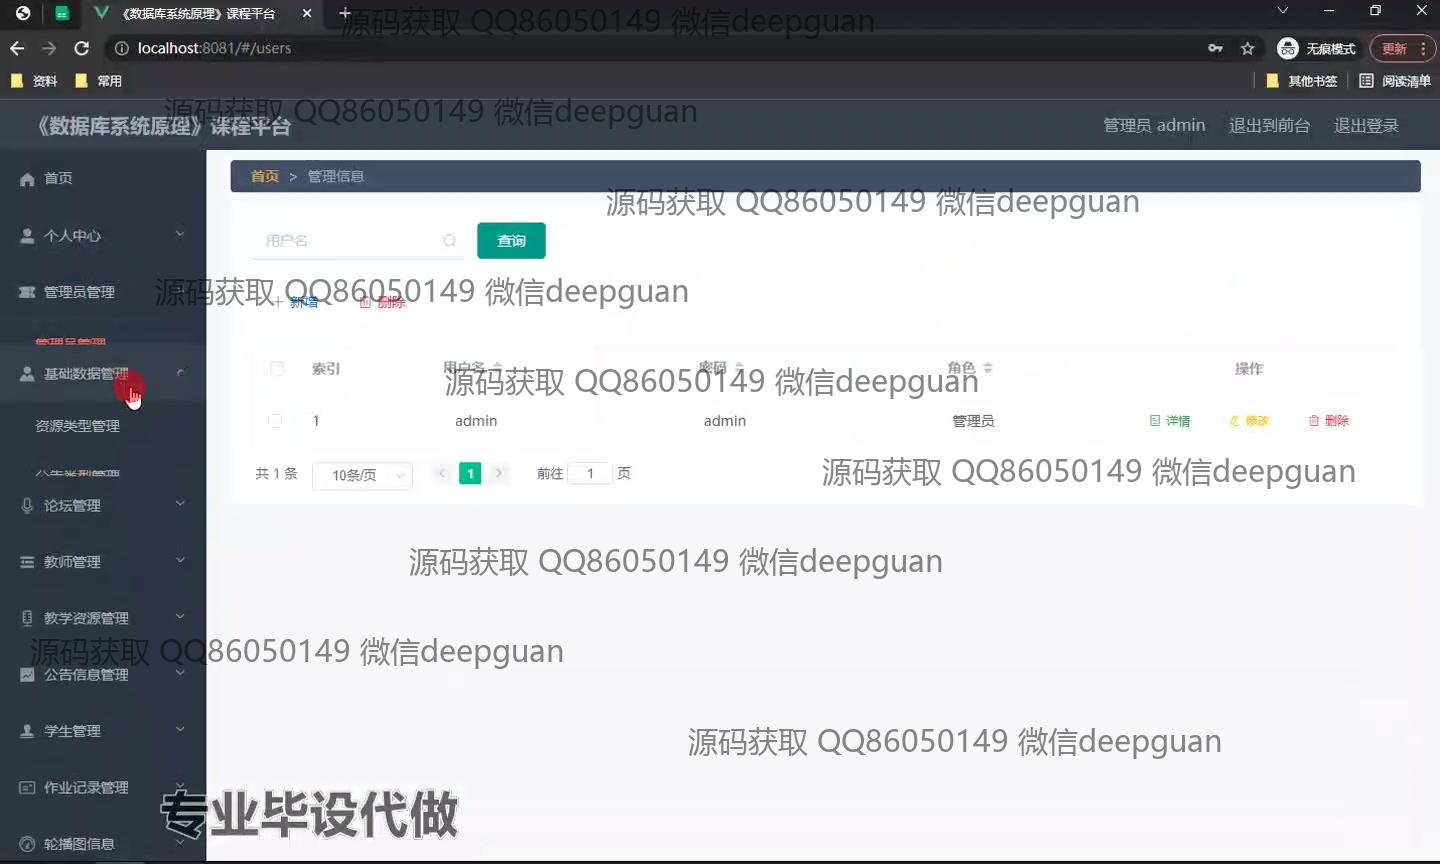 《数据库系统原理》课程平台
localhost:8081/#/users
无痕模式
更新
资料
常用
其他书签
阅读清单
《数据库系统原理》课程平台
管理员 admin
退出到前台
退出登录
首页
个人中心
管理员管理
管理员管理
基础数据管理
资源类型管理
论坛管理
教师管理
教学资源管理
公告信息管理
学生管理
作业记录管理
轮播图信息
首页 > 管理信息
用户名
查询
+ 新增
删除
索引 用户名 密码 角色 操作
1 admin admin 管理员 详情 修改 删除
共 1 条 10条/页 < 1 > 前往 1 页
源码获取 QQ86050149 微信deepguan
源码获取 QQ86050149 微信deepguan
源码获取 QQ86050149 微信deepguan
源码获取 QQ86050149 微信deepguan
源码获取 QQ86050149 微信deepguan
源码获取 QQ86050149 微信deepguan
源码获取 QQ86050149 微信deepguan
源码获取 QQ86050149 微信deepguan
源码获取 QQ86050149 微信deepguan
专业毕设代做